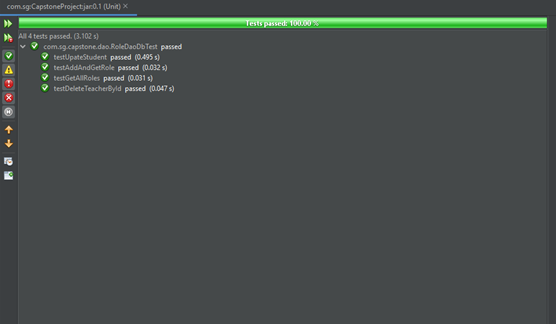 com.sg:CapstoneProject:jar:0.1 (Unit)
Tests passed: 100.00 %
All 4 tests passed. (3.102 s)
com.sg.capstone.dao.RoleDaoDbTest passed
testUpateStudent passed (0.495 s)
testAddAndGetRole passed (0.032 s)
testGetAllRoles passed (0.031 s)
testDeleteTeacherById passed (0.047 s)